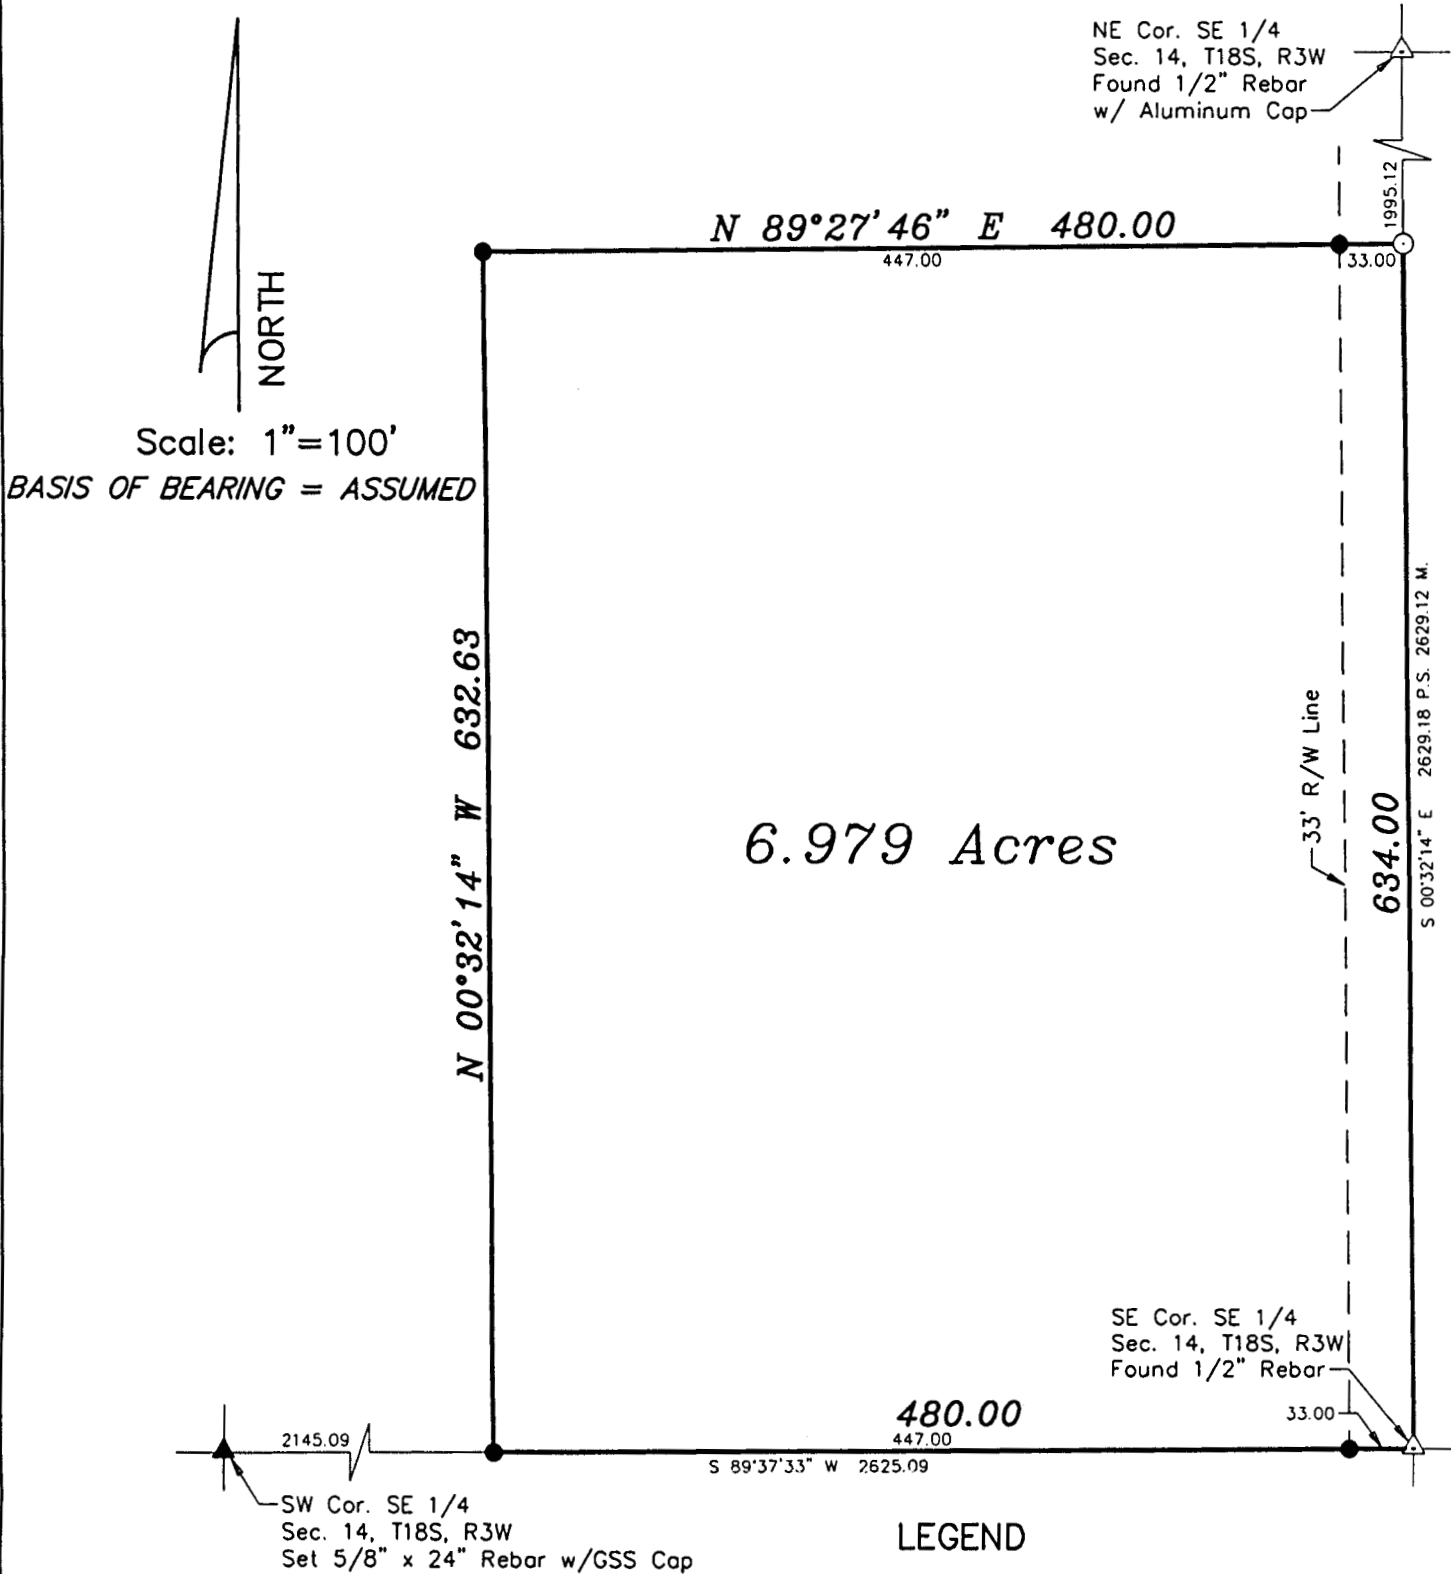 NE Cor. SE 1/4
Sec. 14, T18S, R3W
Found 1/2" Rebar
w/ Aluminum Cap
1995.12
N 89°27'46" E 480.00
447.00
33.00
NORTH
Scale: 1"=100'
BASIS OF BEARING = ASSUMED
N 00°32'14" W 632.63
6.979 Acres
33' R/W Line
634.00
S 00°32'14" E 2629.18 P.S. 2629.12 M.
SE Cor. SE 1/4
Sec. 14, T18S, R3W
Found 1/2" Rebar
33.00
480.00
447.00
S 89°37'33" W 2625.09
2145.09
SW Cor. SE 1/4
Sec. 14, T18S, R3W
Set 5/8" x 24" Rebar w/GSS Cap
LEGEND